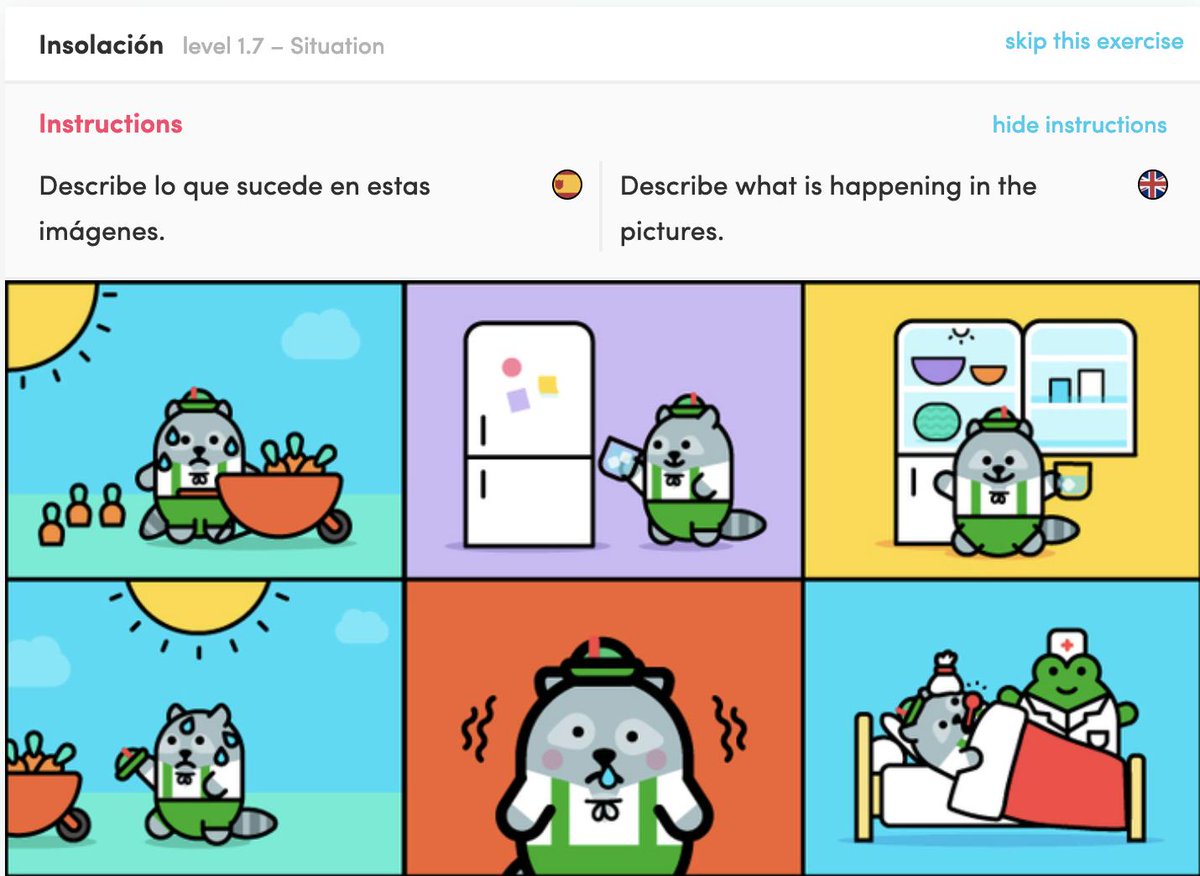 Insolación level 1.7 – Situation
skip this exercise
Instructions
hide instructions
Describe lo que sucede en estas
imágenes.
Describe what is happening in the
pictures.